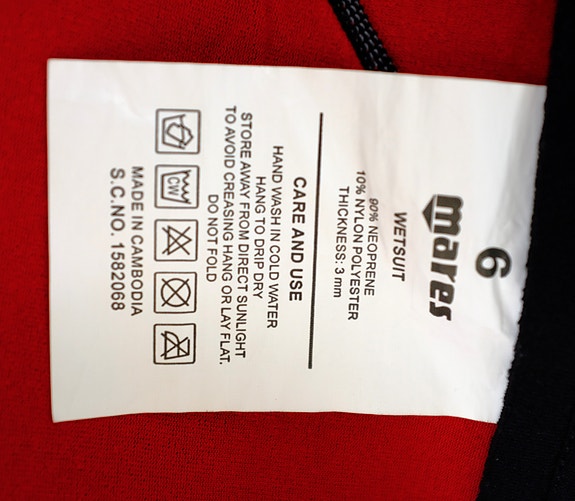 6
mares
WETSUIT
90% NEOPRENE
10% NYLON POLYESTER
THICKNESS: 3 mm
CARE AND USE
HAND WASH IN COLD WATER
HANG TO DRIP DRY
STORE AWAY FROM DIRECT SUNLIGHT
TO AVOID CREASING HANG OR LAY FLAT.
DO NOT FOLD
CW
MADE IN CAMBODIA
S.C.NO. 1582068